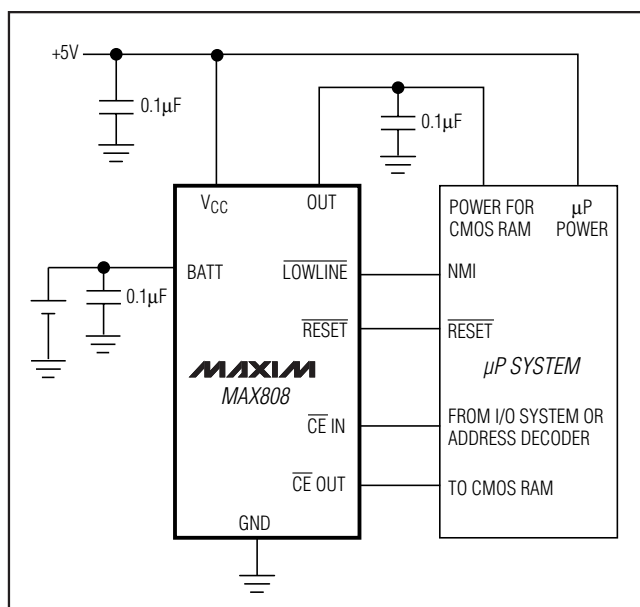 +5V
0.1µF
0.1µF
VCC
OUT
POWER FOR
CMOS RAM
µP
POWER
BATT
LOWLINE
NMI
0.1µF
RESET
RESET
MAXIM
MAX808
µP SYSTEM
CE IN
FROM I/O SYSTEM OR
ADDRESS DECODER
CE OUT
TO CMOS RAM
GND